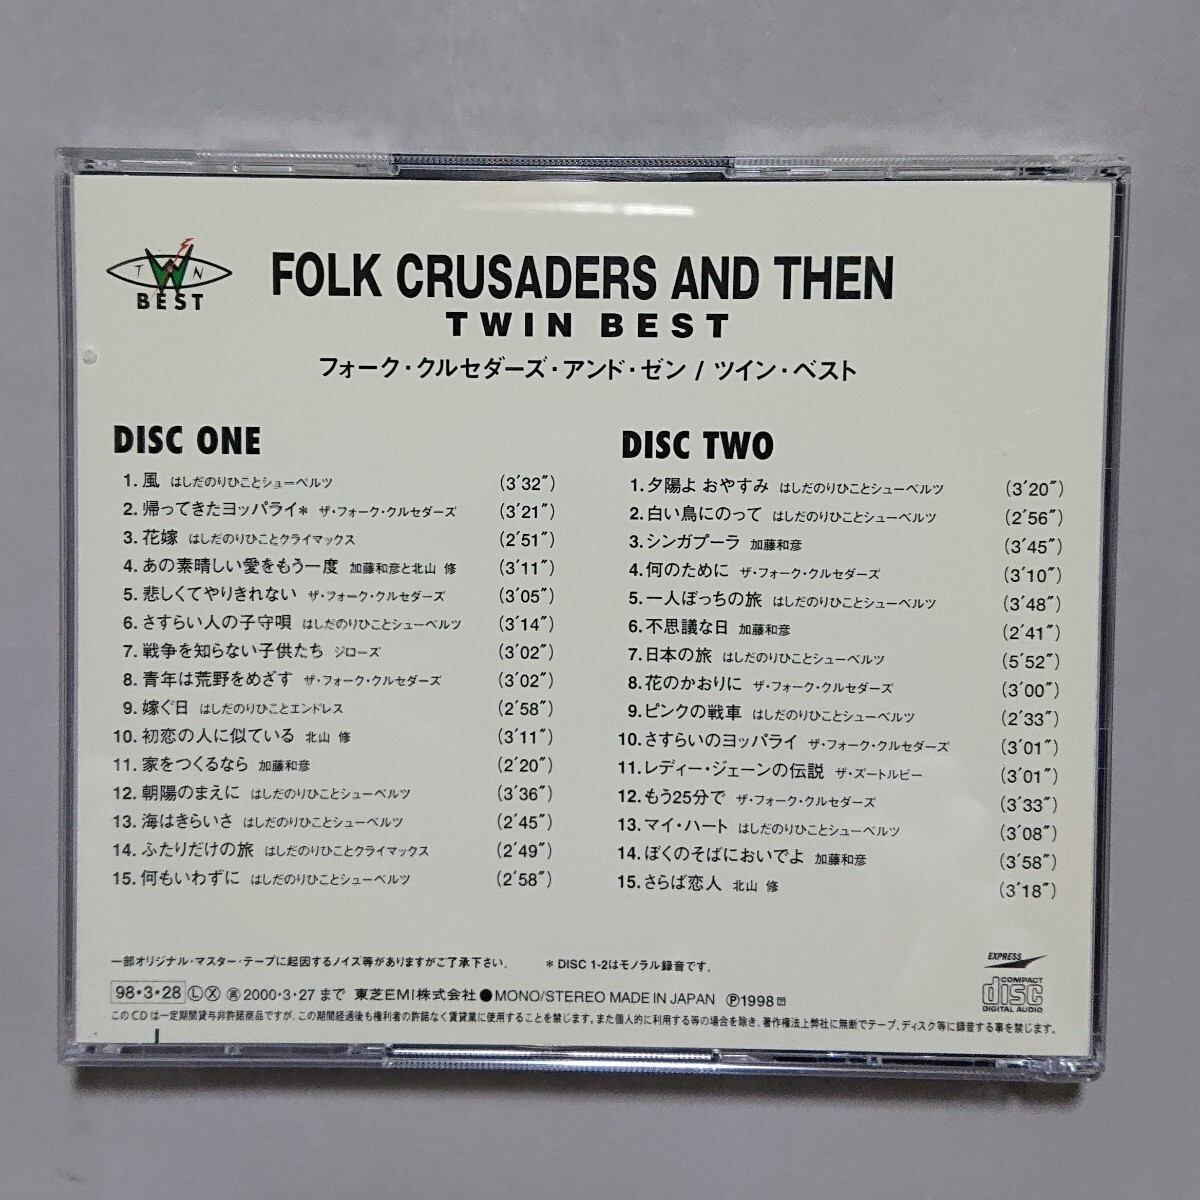 TWIN
BEST
FOLK CRUSADERS AND THEN
TWIN BEST
フォーク・クルセダーズ・アンド・ゼン / ツイン・ベスト
DISC ONE
1. 風 はしだのりひことシューベルツ (3'32")
2. 帰ってきたヨッパライ* ザ・フォーク・クルセダーズ (3'21")
3. 花嫁 はしだのりひことクライマックス (2'51")
4. あの素晴しい愛をもう一度 加藤和彦と北山 修 (3'11")
5. 悲しくてやりきれない ザ・フォーク・クルセダーズ (3'05")
6. さすらい人の子守唄 はしだのりひことシューベルツ (3'14")
7. 戦争を知らない子供たち ジローズ (3'02")
8. 青年は荒野をめざす ザ・フォーク・クルセダーズ (3'02")
9. 嫁ぐ日 はしだのりひことエンドレス (2'58")
10. 初恋の人に似ている 北山 修 (3'11")
11. 家をつくるなら 加藤和彦 (2'20")
12. 朝陽のまえに はしだのりひことシューベルツ (3'36")
13. 海はきらいさ はしだのりひことシューベルツ (2'45")
14. ふたりだけの旅 はしだのりひことクライマックス (2'49")
15. 何もいわずに はしだのりひことシューベルツ (2'58")
DISC TWO
1. 夕陽よ おやすみ はしだのりひことシューベルツ (3'20")
2. 白い鳥にのって はしだのりひことシューベルツ (2'56")
3. シンガプーラ 加藤和彦 (3'45")
4. 何のために ザ・フォーク・クルセダーズ (3'10")
5. 一人ぼっちの旅 はしだのりひことシューベルツ (3'48")
6. 不思議な日 加藤和彦 (2'41")
7. 日本の旅 はしだのりひことシューベルツ (5'52")
8. 花のかおりに ザ・フォーク・クルセダーズ (3'00")
9. ピンクの戦車 はしだのりひことシューベルツ (2'33")
10. さすらいのヨッパライ ザ・フォーク・クルセダーズ (3'01")
11. レディー・ジェーンの伝説 ザ・ズートルビー (3'01")
12. もう25分で ザ・フォーク・クルセダーズ (3'33")
13. マイ・ハート はしだのりひことシューベルツ (3'08")
14. ぼくのそばにおいでよ 加藤和彦 (3'58")
15. さらば恋人 北山 修 (3'18")
一部オリジナル・マスター・テープに起因するノイズ等がありますがご了承下さい。 * DISC 1-2はモノラル録音です。
98・3・28 Ⓛ Ⓧ 2000・3・27 まで 東芝EMI株式会社 ●MONO/STEREO MADE IN JAPAN Ⓟ1998
このCDは一定期間貸与非許諾商品ですが、この期間経過後も権利者の許諾なく賃貸業に使用することを禁じます。また個人的に利用する等の場合を除き、著作権法上弊社に無断でテープ、ディスク等に録音する事を禁じます。
EXPRESS
COMPACT
disc
DIGITAL AUDIO